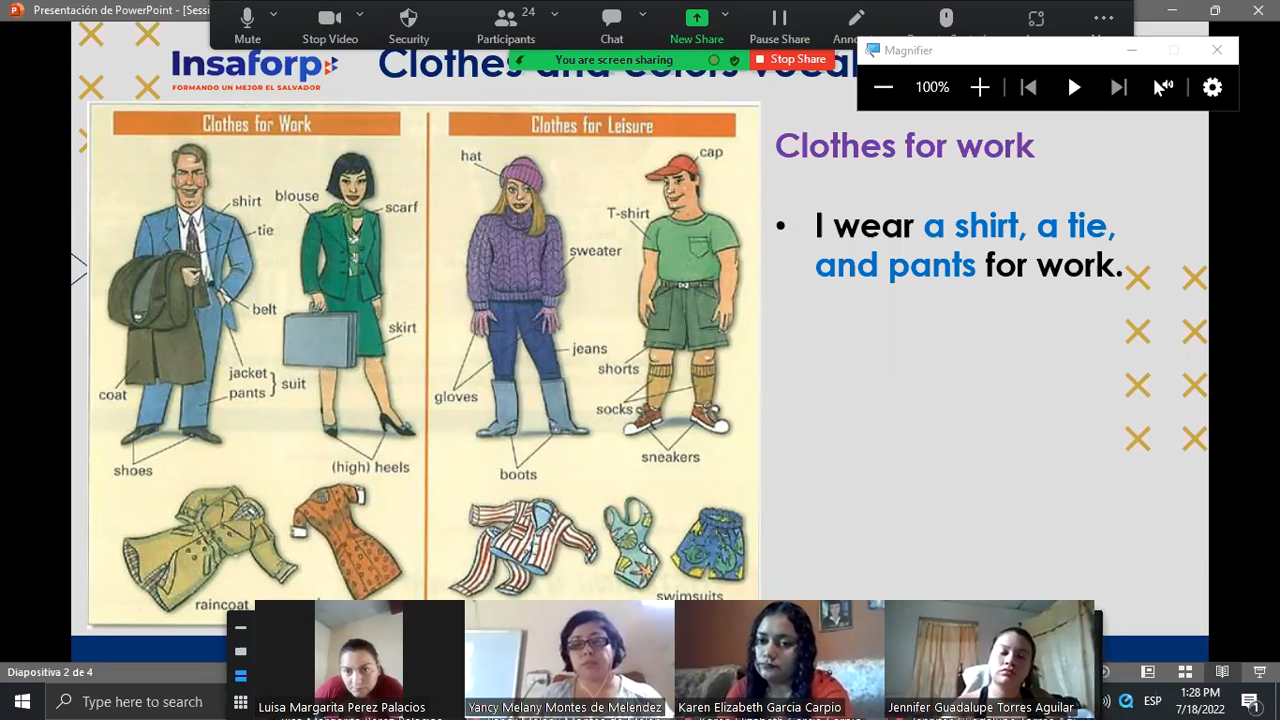 Presentación de PowerPoint - [Sesi
Mute
Stop Video
Security
24
Participants
Chat
New Share
Pause Share
You are screen sharing
Stop Share
Magnifier
100%
Insaforp
FORMANDO UN MEJOR EL SALVADOR
Clothes and colors
Clothes for Work
Clothes for Leisure
shirt
blouse
scarf
tie
belt
skirt
jacket
pants
suit
coat
shoes
(high) heels
raincoat
hat
cap
T-shirt
sweater
jeans
shorts
gloves
socks
sneakers
boots
swimsuits
Clothes for work
• I wear a shirt, a tie,
and pants for work.
Luisa Margarita Perez Palacios
Yancy Melany Montes de Melendez
Karen Elizabeth Garcia Carpio
Jennifer Guadalupe Torres Aguilar
Diapositiva 2 de 4
Type here to search
ESP
1:28 PM
7/18/2022
1